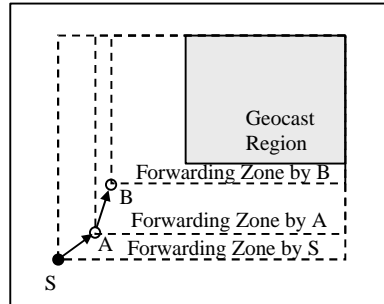 Geocast
Region
Forwarding Zone by B
B
Forwarding Zone by A
A
Forwarding Zone by S
S